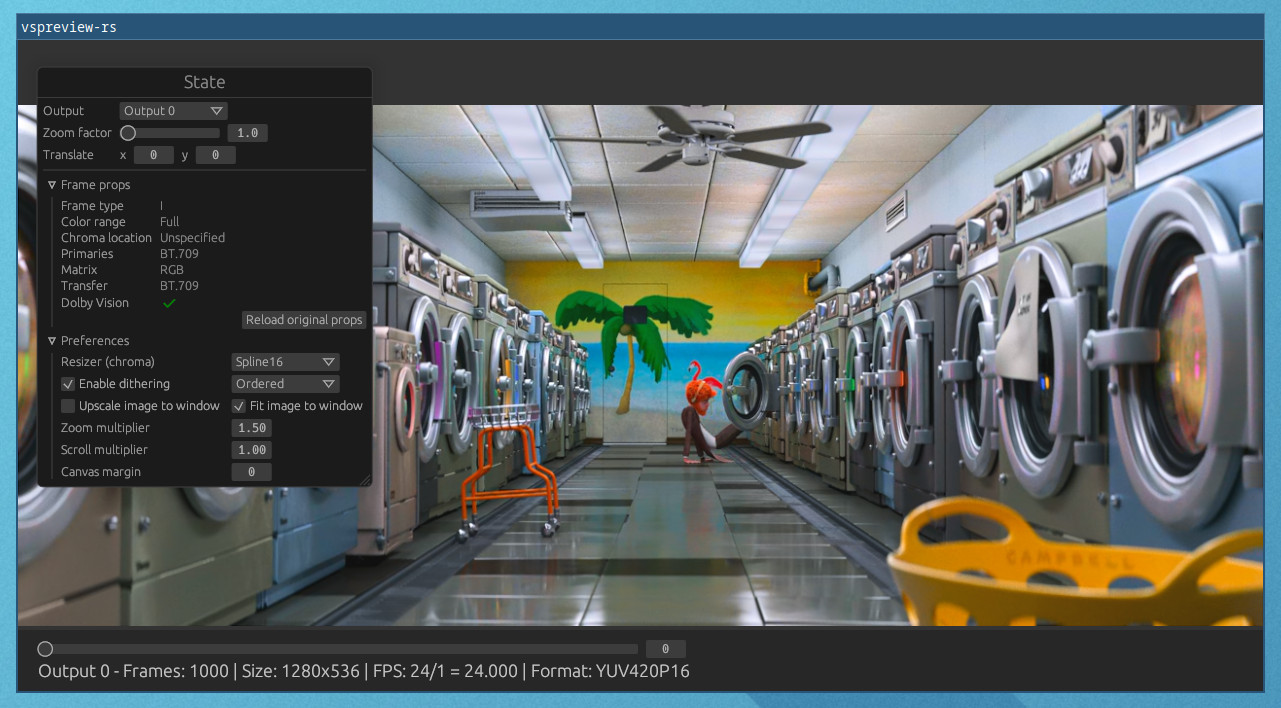 vspreview-rs
State
Output Output 0
Zoom factor 1.0
Translate x 0 y 0
Frame props
Frame type I
Color range Full
Chroma location Unspecified
Primaries BT.709
Matrix RGB
Transfer BT.709
Dolby Vision
Reload original props
Preferences
Resizer (chroma) Spline16
Enable dithering Ordered
Upscale image to window Fit image to window
Zoom multiplier 1.50
Scroll multiplier 1.00
Canvas margin 0
CAMPBELL
0
Output 0 - Frames: 1000 | Size: 1280x536 | FPS: 24/1 = 24.000 | Format: YUV420P16